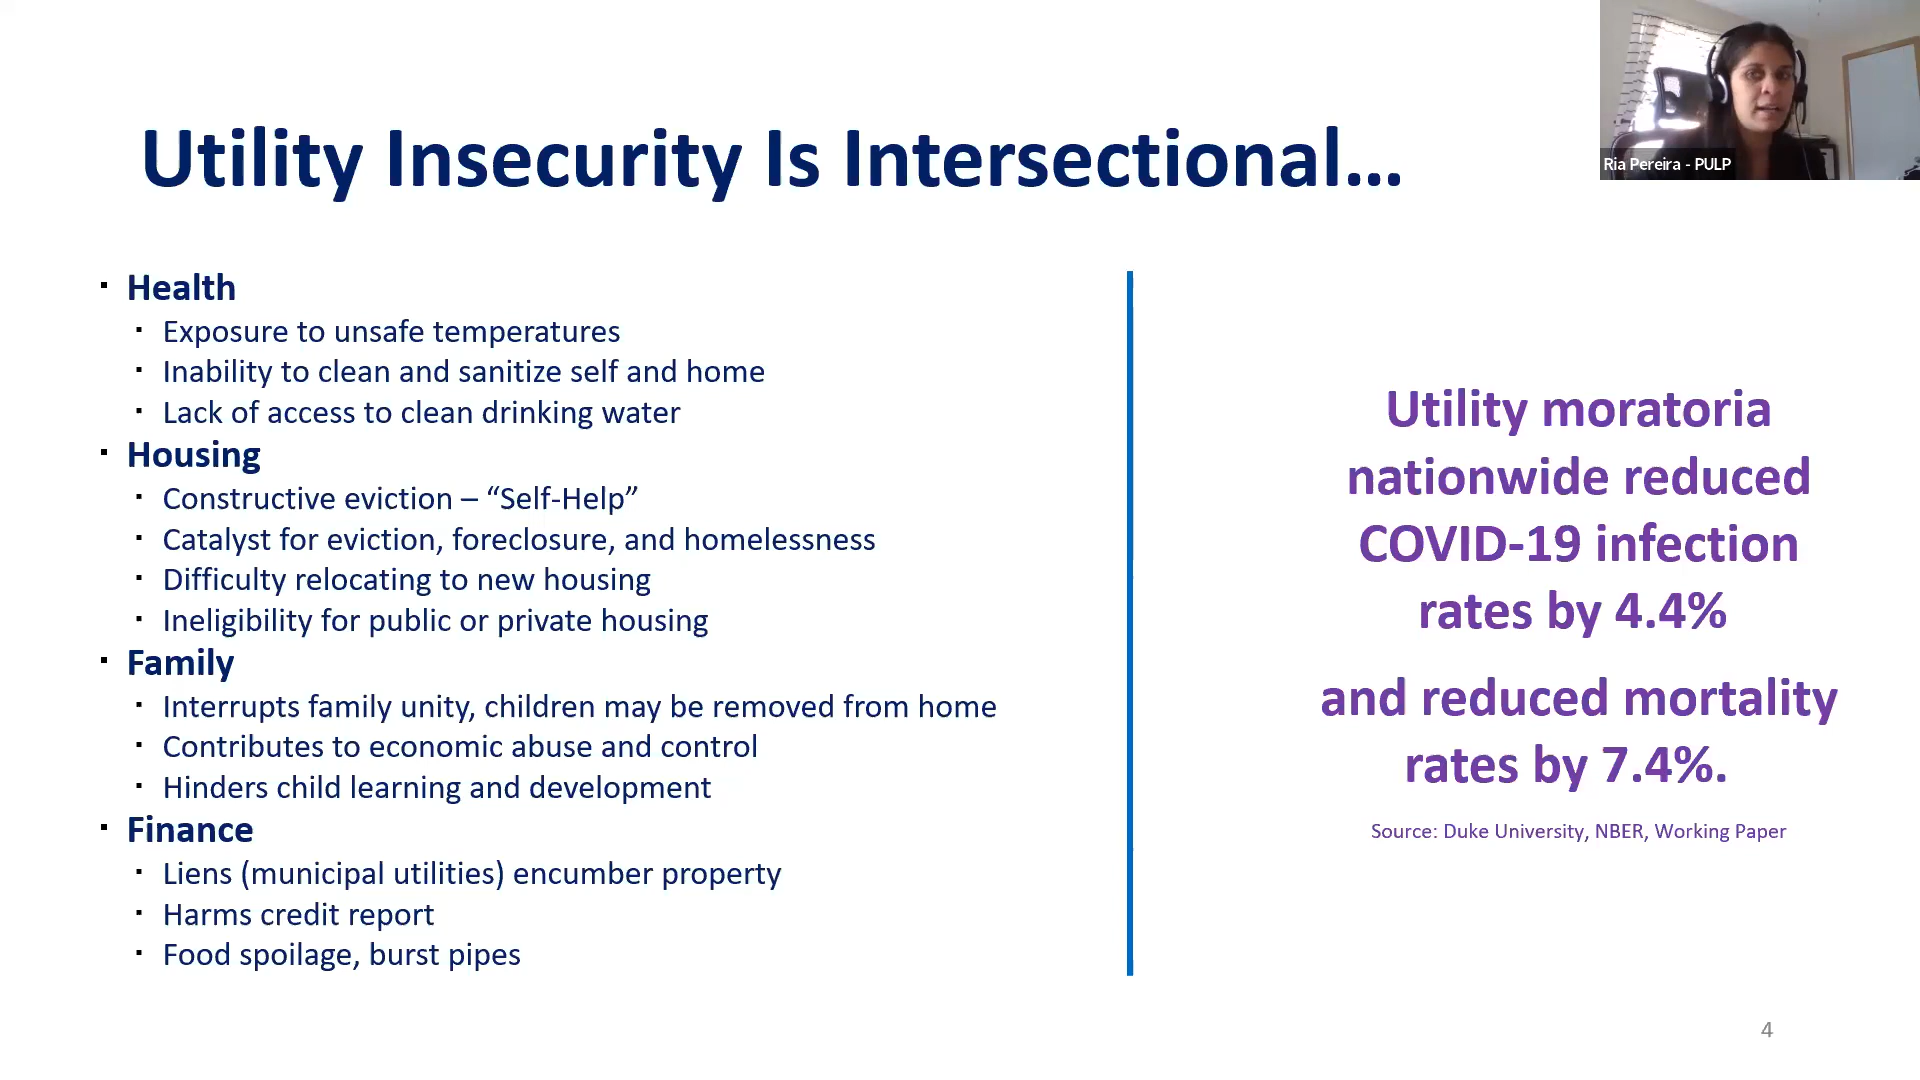 Utility Insecurity Is Intersectional...
Ria Pereira - PULP
▪ Health
▪ Exposure to unsafe temperatures
▪ Inability to clean and sanitize self and home
▪ Lack of access to clean drinking water
▪ Housing
▪ Constructive eviction – “Self-Help”
▪ Catalyst for eviction, foreclosure, and homelessness
▪ Difficulty relocating to new housing
▪ Ineligibility for public or private housing
▪ Family
▪ Interrupts family unity, children may be removed from home
▪ Contributes to economic abuse and control
▪ Hinders child learning and development
▪ Finance
▪ Liens (municipal utilities) encumber property
▪ Harms credit report
▪ Food spoilage, burst pipes
Utility moratoria
nationwide reduced
COVID-19 infection
rates by 4.4%
and reduced mortality
rates by 7.4%.
Source: Duke University, NBER, Working Paper
4